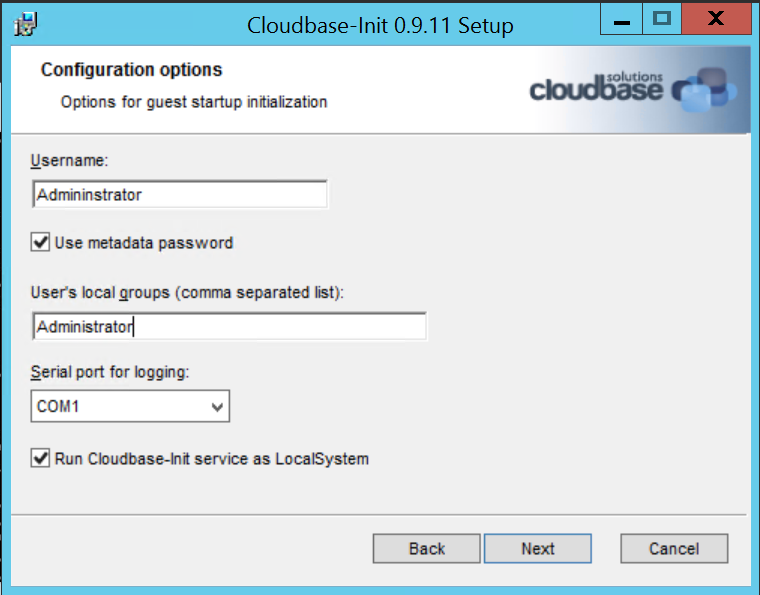 Cloudbase-Init 0.9.11 Setup
Configuration options
Options for guest startup initialization
solutions
cloudbase
Username:
Admininstrator
Use metadata password
User's local groups (comma separated list):
Administrator
Serial port for logging:
COM1
Run Cloudbase-Init service as LocalSystem
Back Next Cancel